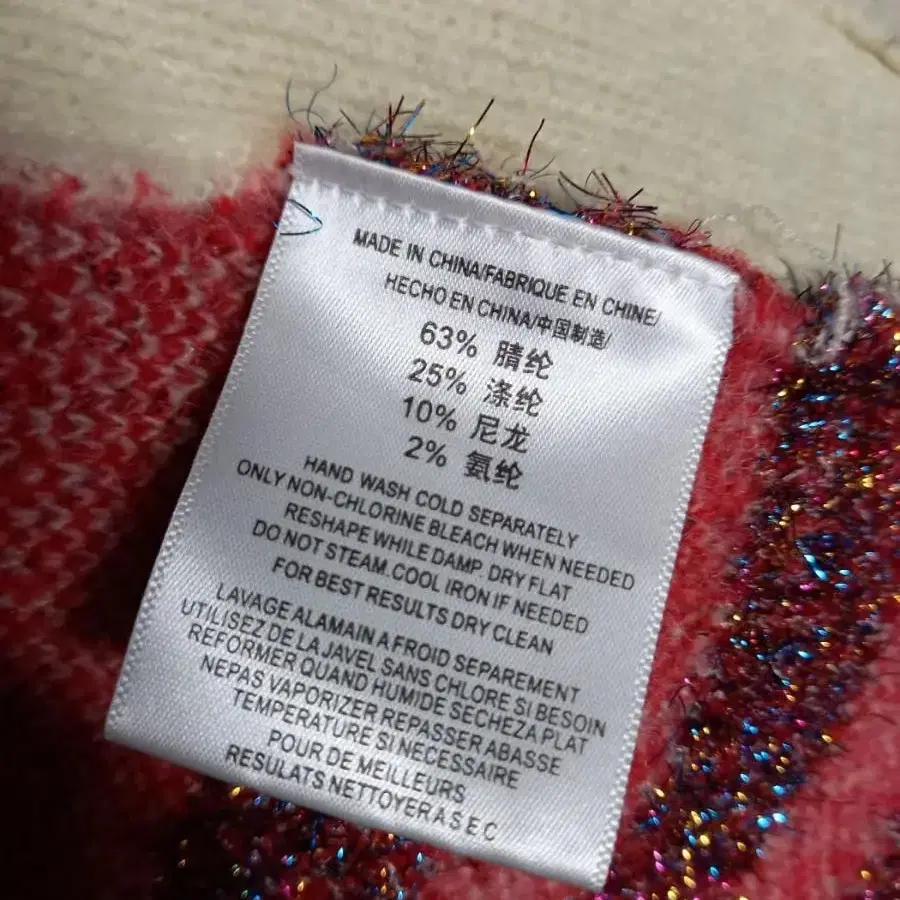 MADE IN CHINA/FABRIQUE EN CHINE/
HECHO EN CHINA/中国制造/
63% 腈纶
25% 涤纶
10% 尼龙
2% 氨纶
HAND WASH COLD SEPARATELY
ONLY NON-CHLORINE BLEACH WHEN NEEDED
RESHAPE WHILE DAMP. DRY FLAT
DO NOT STEAM.COOL IRON IF NEEDED
FOR BEST RESULTS DRY CLEAN
LAVAGE ALAMAIN A FROID SEPAREMENT
UTILISEZ DE LA JAVEL SANS CHLORE SI BESOIN
REFORMER QUAND HUMIDE SECHEZA PLAT
NEPAS VAPORIZER REPASSER ABASSE
TEMPERATURE SI NECESSAIRE
POUR DE MEILLEURS
RESULATS NETTOYERASEC